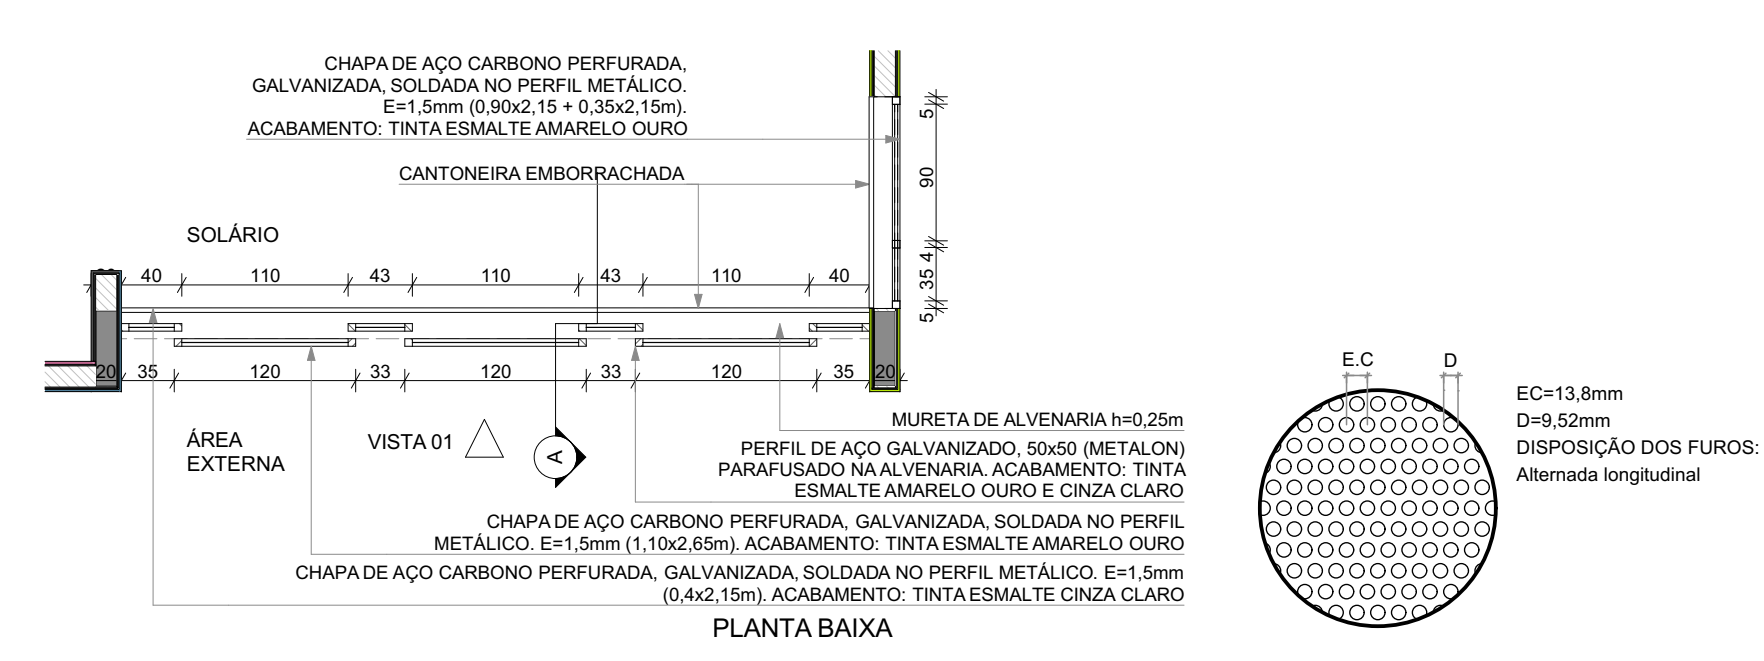 CHAPA DE AÇO CARBONO PERFURADA,
GALVANIZADA, SOLDADA NO PERFIL METÁLICO.
E=1,5mm (0,90x2,15 + 0,35x2,15m).
ACABAMENTO: TINTA ESMALTE AMARELO OURO
CANTONEIRA EMBORRACHADA
5
90
4
35
5
SOLÁRIO
40 110 43 110 43 110 40
20 35 120 33 120 33 120 35 20
ÁREA
EXTERNA
VISTA 01
A
MURETA DE ALVENARIA h=0,25m
PERFIL DE AÇO GALVANIZADO, 50x50 (METALON)
PARAFUSADO NA ALVENARIA. ACABAMENTO: TINTA
ESMALTE AMARELO OURO E CINZA CLARO
CHAPA DE AÇO CARBONO PERFURADA, GALVANIZADA, SOLDADA NO PERFIL
METÁLICO. E=1,5mm (1,10x2,65m). ACABAMENTO: TINTA ESMALTE AMARELO OURO
CHAPA DE AÇO CARBONO PERFURADA, GALVANIZADA, SOLDADA NO PERFIL METÁLICO. E=1,5mm
(0,4x2,15m). ACABAMENTO: TINTA ESMALTE CINZA CLARO
PLANTA BAIXA
E.C D
EC=13,8mm
D=9,52mm
DISPOSIÇÃO DOS FUROS:
Alternada longitudinal